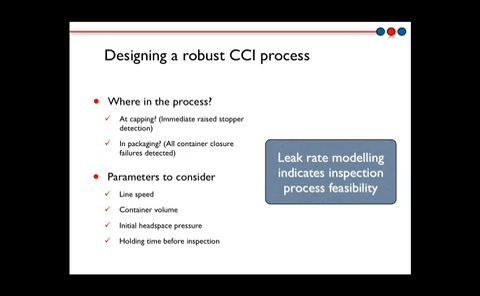 Designing a robust CCI process
Where in the process?
At capping? (Immediate raised stopper
detection)
In packaging? (All container closure
failures detected)
Parameters to consider
Line speed
Container volume
Initial headspace pressure
Holding time before inspection
Leak rate modelling
indicates inspection
process feasibility